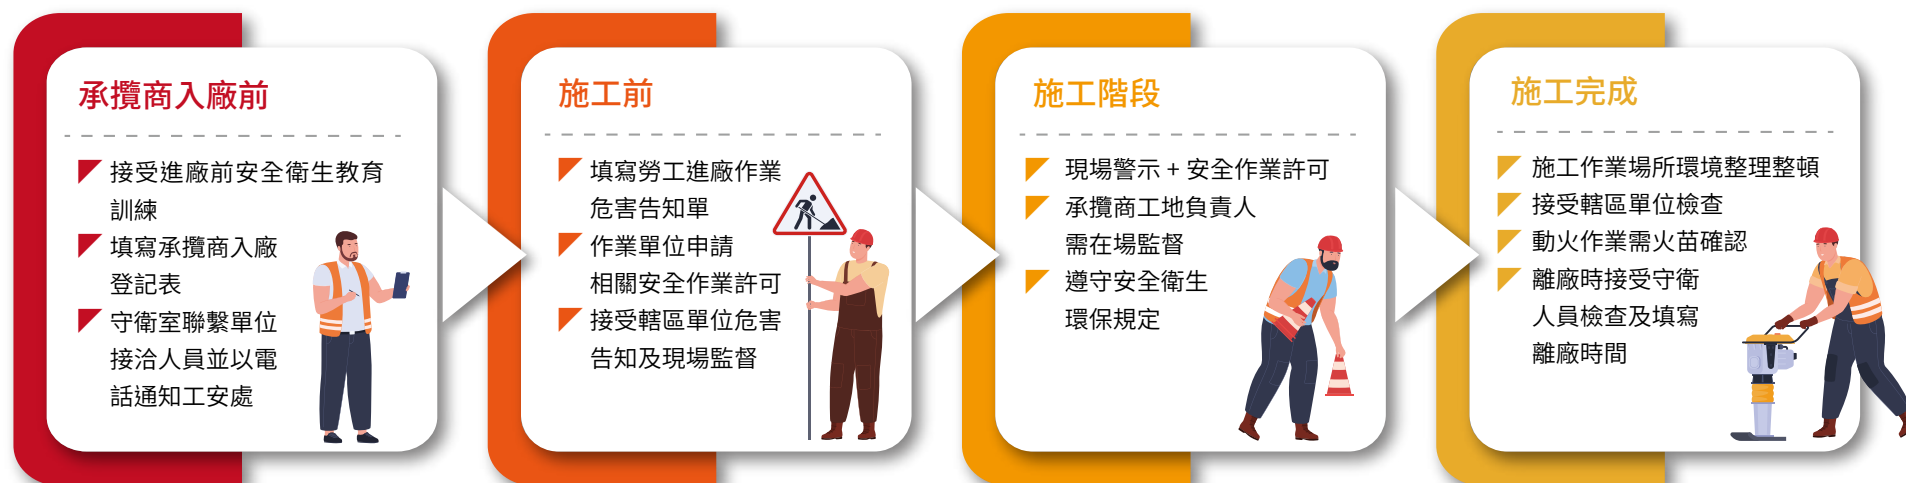 承攬商入廠前
接受進廠前安全衛生教育
訓練
填寫承攬商入廠
登記表
守衛室聯繫單位
接洽人員並以電
話通知工安處
施工前
填寫勞工進廠作業
危害告知單
作業單位申請
相關安全作業許可
接受轄區單位危害
告知及現場監督
施工階段
現場警示 + 安全作業許可
承攬商工地負責人
需在場監督
遵守安全衛生
環保規定
施工完成
施工作業場所環境整理整頓
接受轄區單位檢查
動火作業需火苗確認
離廠時接受守衛
人員檢查及填寫
離廠時間